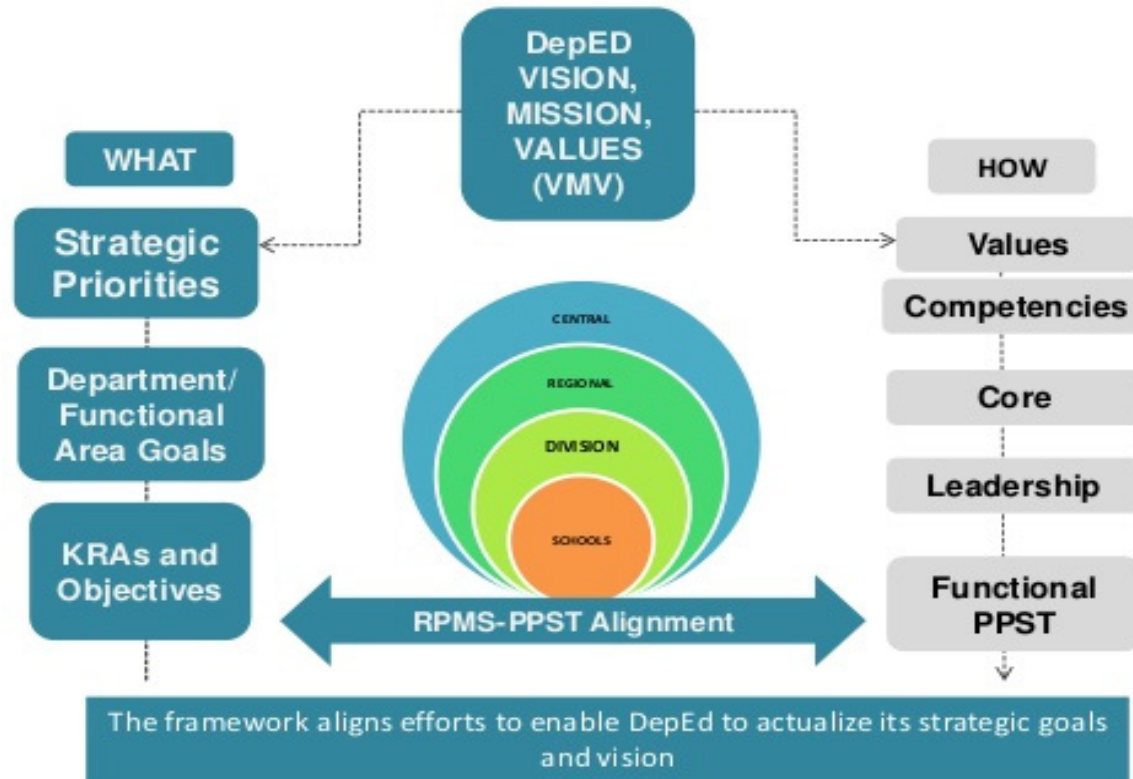 DepED
VISION,
MISSION,
VALUES
(VMV)
WHAT
Strategic
Priorities
Department/
Functional
Area Goals
KRAs and
Objectives
CENTRAL
REGIONAL
DIVISION
SCHOOLS
RPMS-PPST Alignment
HOW
Values
Competencies
Core
Leadership
Functional
PPST
The framework aligns efforts to enable DepEd to actualize its strategic goals
and vision